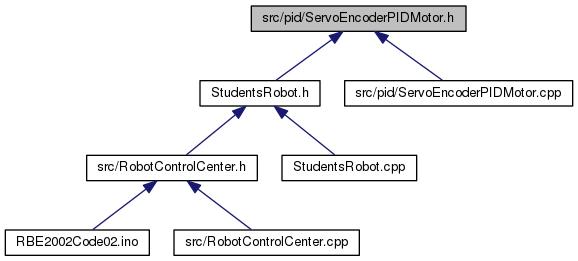 src/pid/ServoEncoderPIDMotor.h
StudentsRobot.h
src/pid/ServoEncoderPIDMotor.cpp
src/RobotControlCenter.h
StudentsRobot.cpp
RBE2002Code02.ino
src/RobotControlCenter.cpp